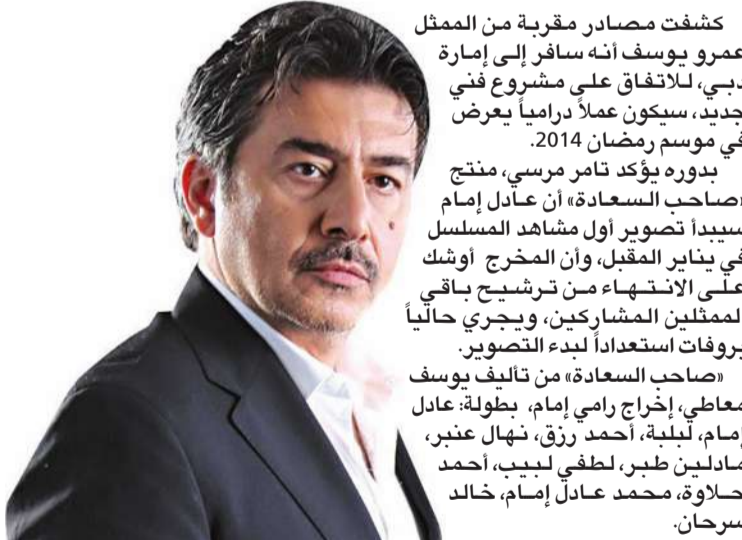 كشفت مصادر مقربة من الممثل
عمرو يوسف أنه سافر إلى إمارة
دبي، للاتفاق على مشروع فني
جديد، سيكون عملاً درامياً يعرض
في موسم رمضان 2014.
بدوره يؤكد تامر مرسي، منتج
«صاحب السعادة» أن عادل إمام
سيبدأ تصوير أول مشاهد المسلسل
في يناير المقبل، وأن المخرج أوشك
على الانتهاء من ترشيح باقي
الممثلين المشاركين، ويجري حالياً
بروفات استعداداً لبدء التصوير.
«صاحب السعادة» من تأليف يوسف
معاطي، إخراج رامي إمام، بطولة: عادل
إمام، لبلبة، أحمد رزق، نهال عنبر،
مادلين طبر، لطفي لبيب، أحمد
حلاوة، محمد عادل إمام، خالد
سرحان.